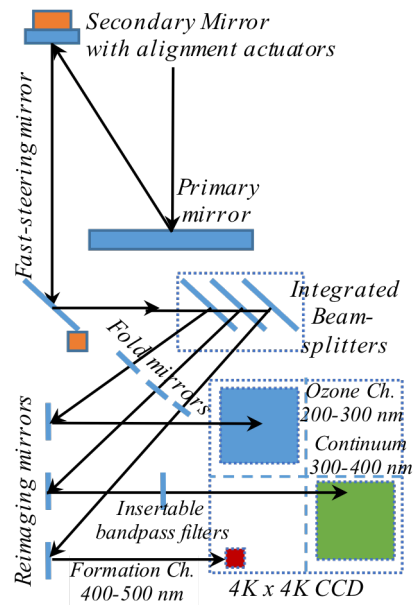 Secondary Mirror
with alignment actuators
Fast-steering mirror
Primary
mirror
Integrated
Beam-
splitters
Fold mirrors
Reimaging mirrors
Ozone Ch.
200-300 nm
Continuum
300-400 nm
Insertable
bandpass filters
Formation Ch.
400-500 nm
4K x 4K CCD